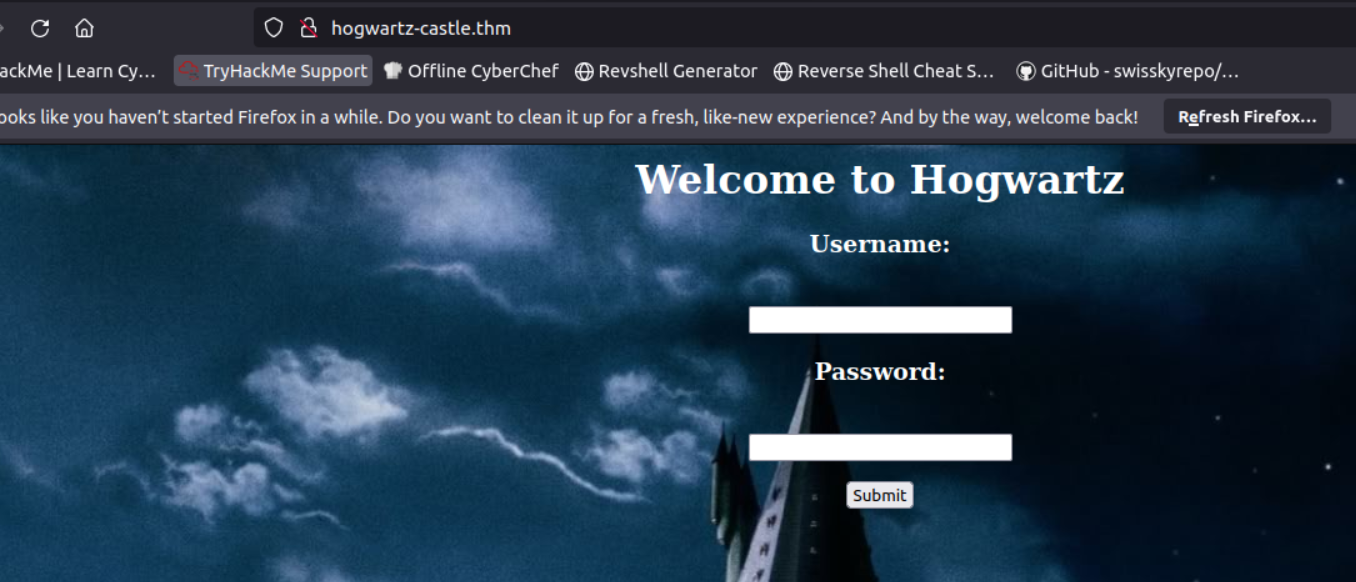 hogwartz-castle.thm
ackMe | Learn Cy... TryHackMe Support Offline CyberChef Revshell Generator Reverse Shell Cheat S... GitHub - swisskyrepo/...
ooks like you haven't started Firefox in a while. Do you want to clean it up for a fresh, like-new experience? And by the way, welcome back! Refresh Firefox...
Welcome to Hogwartz
Username:
Password:
Submit